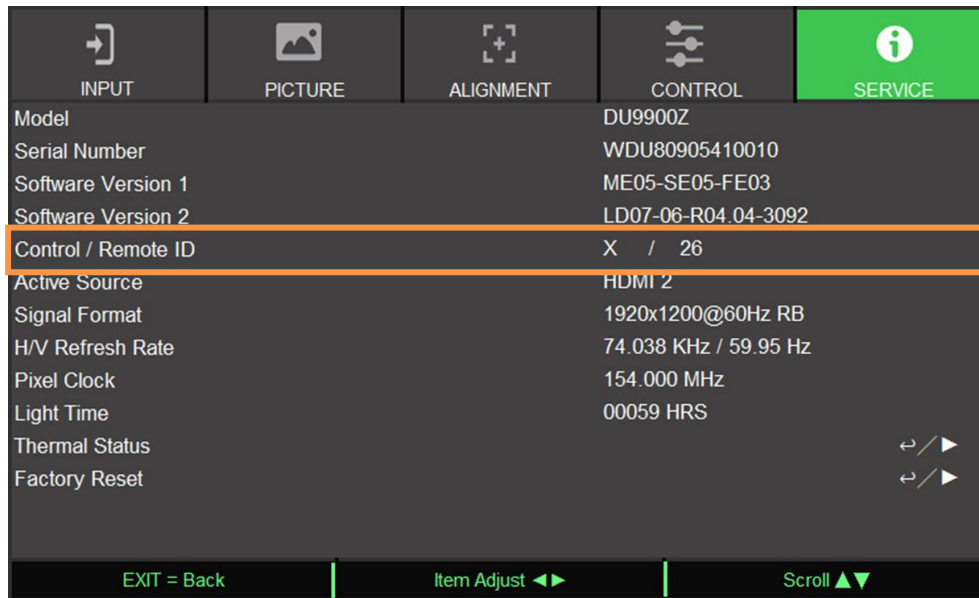 INPUT PICTURE ALIGNMENT CONTROL SERVICE
Model DU9900Z
Serial Number WDU80905410010
Software Version 1 ME05-SE05-FE03
Software Version 2 LD07-06-R04.04-3092
Control / Remote ID X / 26
Active Source HDMI 2
Signal Format 1920x1200@60Hz RB
H/V Refresh Rate 74.038 KHz / 59.95 Hz
Pixel Clock 154.000 MHz
Light Time 00059 HRS
Thermal Status ↩/▶
Factory Reset ↩/▶
EXIT = Back Item Adjust ◀▶ Scroll ▲▼